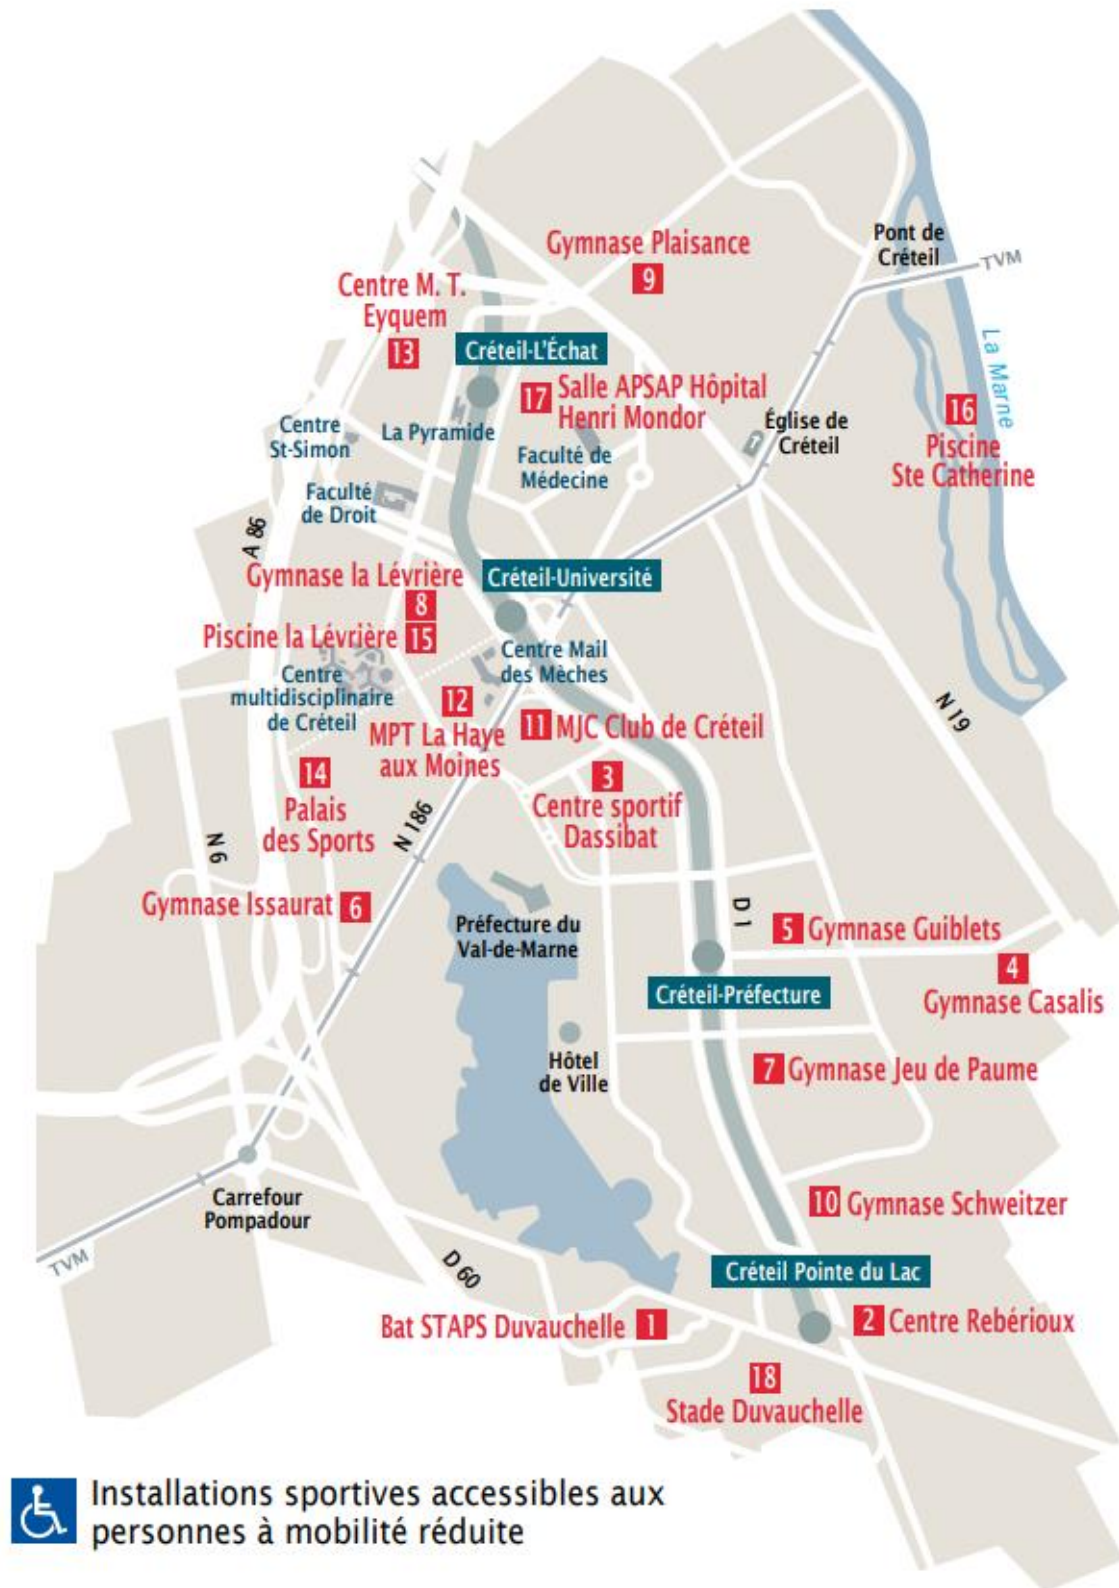 Pont de
Créteil
TVM
Gymnase Plaisance
9
Centre M. T.
Eyquem
13
Créteil-L'Échat
La Marne
17 Salle APSAP Hôpital
Henri Mondor
16
Piscine
Ste Catherine
Centre
St-Simon
La Pyramide
Église de
Créteil
Faculté de
Médecine
Faculté
de Droit
A 86
Gymnase la Lévrière
8
Créteil-Université
Piscine la Lévrière 15
Centre Mail
des Mèches
Centre
multidisciplinaire
de Créteil
12
MPT La Haye
aux Moines
11 MJC Club de Créteil
N 19
14
Palais
des Sports
3
Centre sportif
Dassibat
N 186
N 6
Gymnase Issaurat 6
Préfecture du
Val-de-Marne
D 1
5 Gymnase Guiblets
4
Gymnase Casalis
Créteil-Préfecture
Hôtel
de Ville
7 Gymnase Jeu de Paume
Carrefour
Pompadour
TVM
10 Gymnase Schweitzer
D 60
Créteil Pointe du Lac
Bat STAPS Duvauchelle 1
2 Centre Rebérioux
18
Stade Duvauchelle
Installations sportives accessibles aux
personnes à mobilité réduite